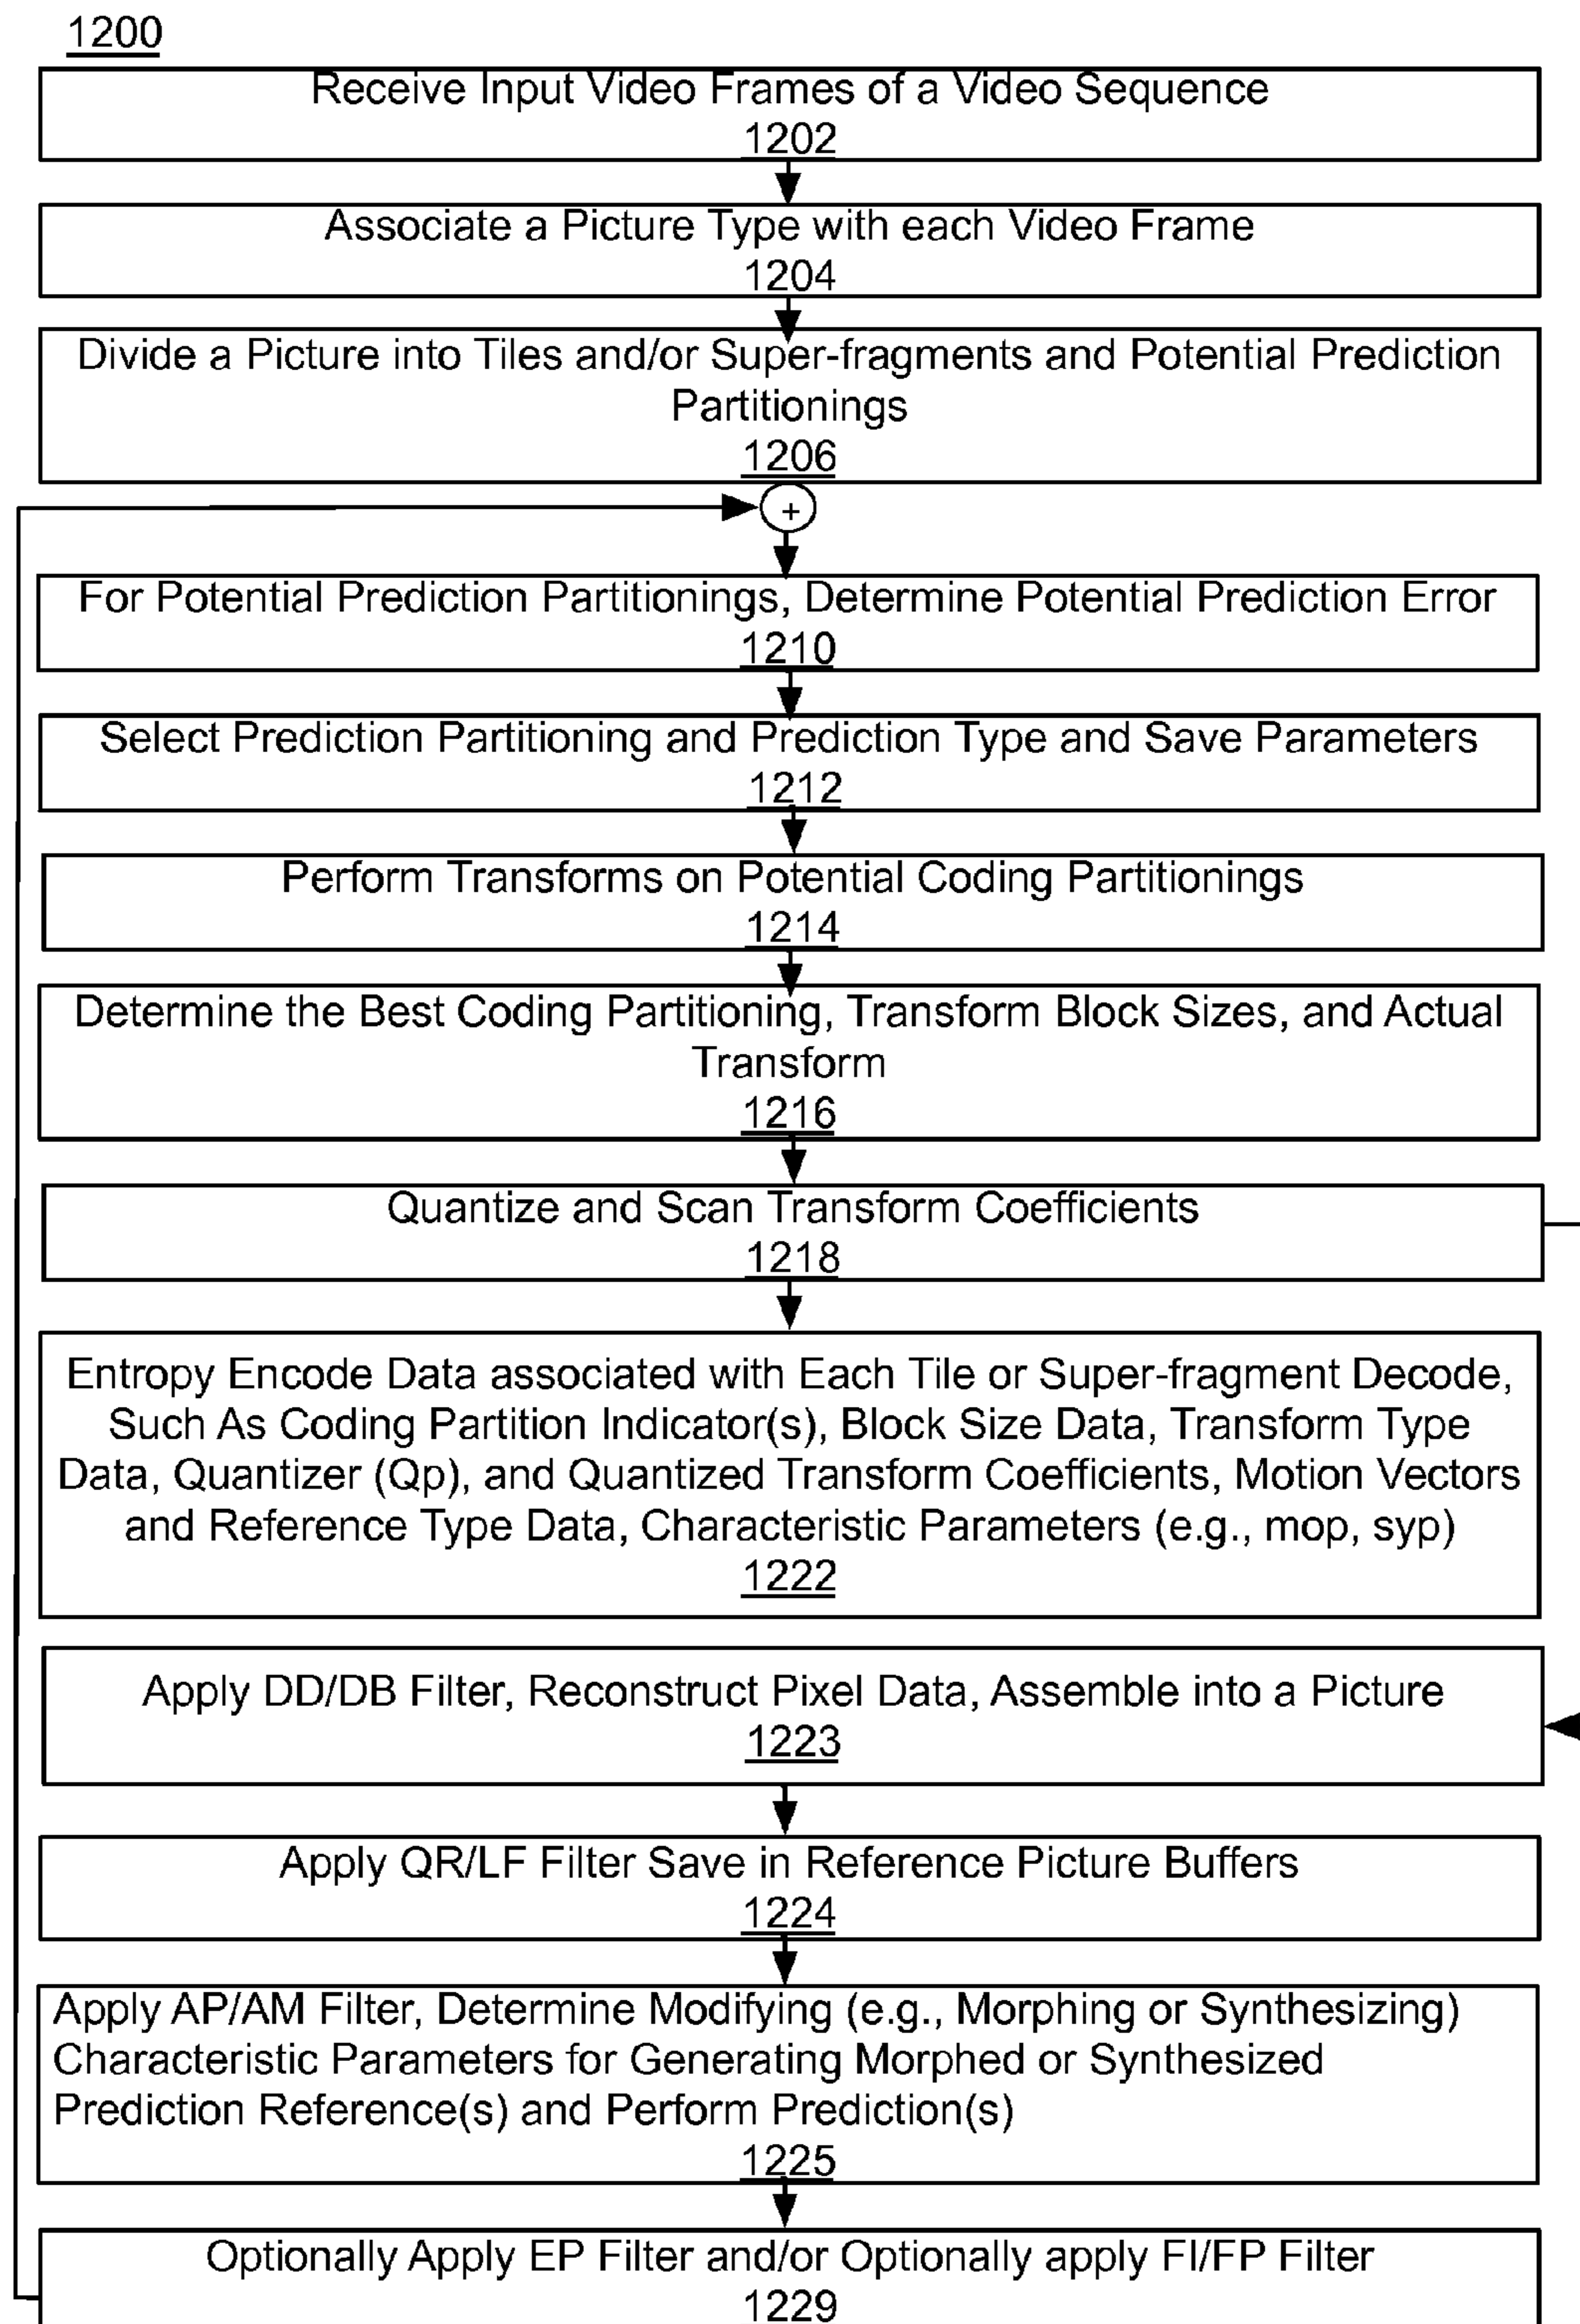 1200
Receive Input Video Frames of a Video Sequence
1202
Associate a Picture Type with each Video Frame
1204
Divide a Picture into Tiles and/or Super-fragments and Potential Prediction
Partitionings
1206
+
For Potential Prediction Partitionings, Determine Potential Prediction Error
1210
Select Prediction Partitioning and Prediction Type and Save Parameters
1212
Perform Transforms on Potential Coding Partitionings
1214
Determine the Best Coding Partitioning, Transform Block Sizes, and Actual
Transform
1216
Quantize and Scan Transform Coefficients
1218
Entropy Encode Data associated with Each Tile or Super-fragment Decode,
Such As Coding Partition Indicator(s), Block Size Data, Transform Type
Data, Quantizer (Qp), and Quantized Transform Coefficients, Motion Vectors
and Reference Type Data, Characteristic Parameters (e.g., mop, syp)
1222
Apply DD/DB Filter, Reconstruct Pixel Data, Assemble into a Picture
1223
Apply QR/LF Filter Save in Reference Picture Buffers
1224
Apply AP/AM Filter, Determine Modifying (e.g., Morphing or Synthesizing)
Characteristic Parameters for Generating Morphed or Synthesized
Prediction Reference(s) and Perform Prediction(s)
1225
Optionally Apply EP Filter and/or Optionally apply FI/FP Filter
1229